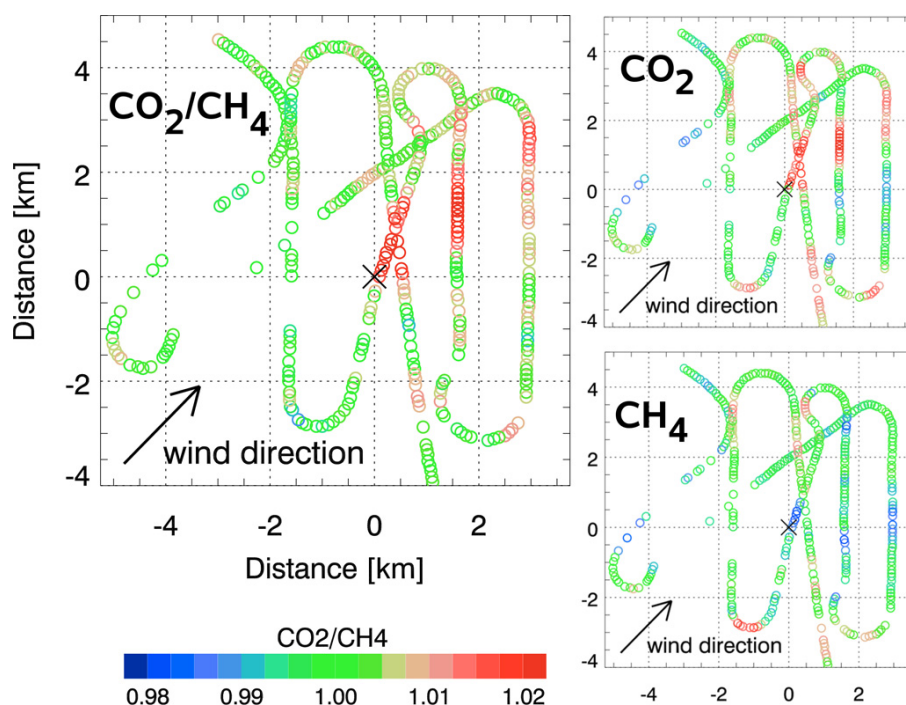 CO₂/CH₄
Distance [km]
4
2
0
-2
-4
wind direction
-4 -2 0 2
Distance [km]
CO2/CH4
0.98 0.99 1.00 1.01 1.02
CO₂
4
2
0
-2
-4
wind direction
-4 -2 0 2
CH₄
4
2
0
-2
-4
wind direction
-4 -2 0 2